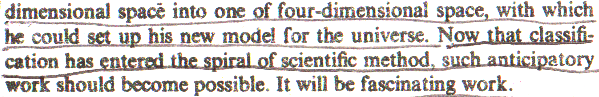 dimensional space into one of four-dimensional space, with which
he could set up his new model for the universe. Now that classifi-
cation has entered the spiral of scientific method, such anticipatory
work should become possible. It will be fascinating work.